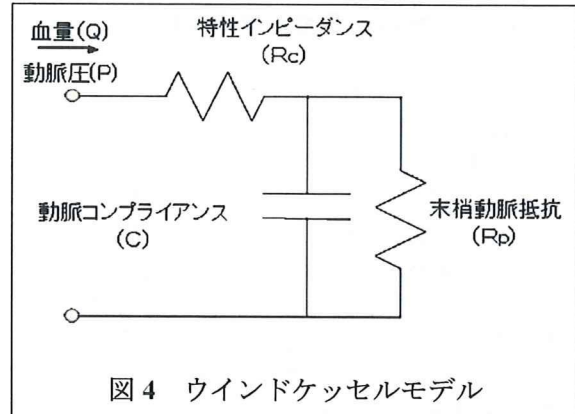 血量(Q)
動脈圧(P)
特性インピーダンス
(Rc)
動脈コンプライアンス
(C)
末梢動脈抵抗
(Rp)
図4 ウインドケッセルモデル